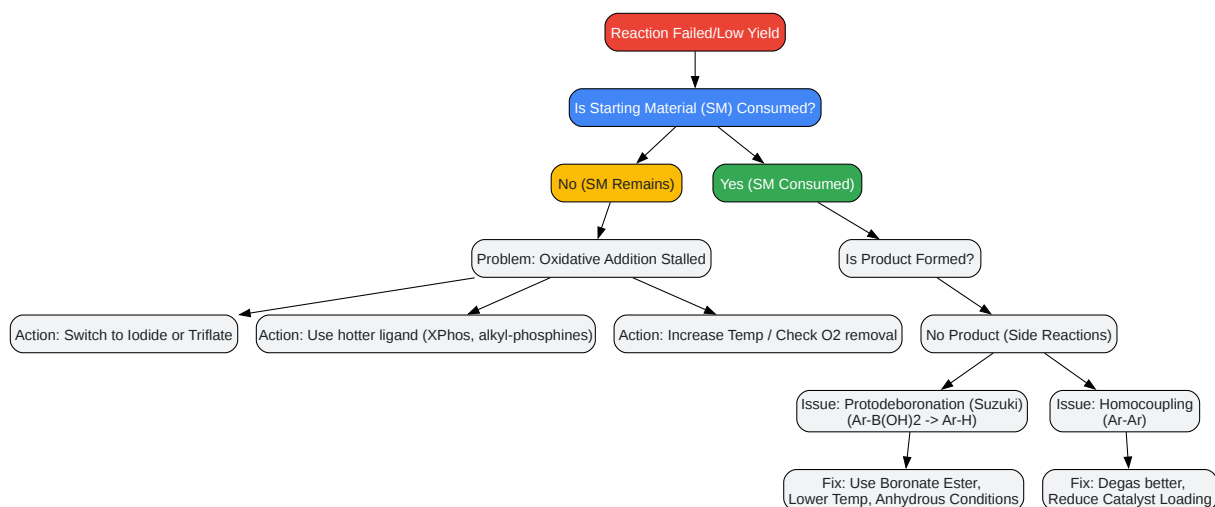 Reaction Failed/Low Yield
Is Starting Material (SM) Consumed?
No (SM Remains)
Yes (SM Consumed)
Problem: Oxidative Addition Stalled
Is Product Formed?
Action: Switch to Iodide or Triflate
Action: Use hotter ligand (XPhos, alkyl-phosphines)
Action: Increase Temp / Check O2 removal
No Product (Side Reactions)
Issue: Protodeboronation (Suzuki)
(Ar-B(OH)2 -> Ar-H)
Issue: Homocoupling
(Ar-Ar)
Fix: Use Boronate Ester,
Lower Temp, Anhydrous Conditions
Fix: Degas better,
Reduce Catalyst Loading